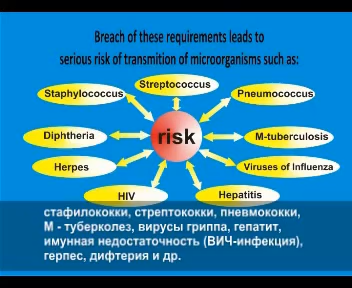 Breach of these requirements leads to
serious risk of transmition of microorganisms such as:
Streptococcus
Staphylococcus
Pneumococcus
Diphtheria
risk
M-tuberculosis
Herpes
Viruses of Influenza
HIV
Hepatitis
стафилококки, стрептококки, пневмококки,
М - туберколез, вирусы гриппа, гепатит,
имунная недостаточность (ВИЧ-инфекция),
герпес, дифтерия и др.